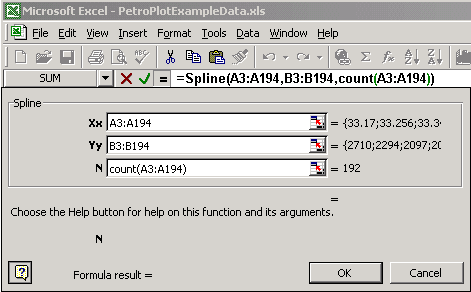 Microsoft Excel - PetroPlotExampleData.xls
File Edit View Insert Format Tools Data Window Help
ABC
SUM =Spline(A3:A194,B3:B194,count(A3:A194))
Spline
Xx A3:A194 = {33.17;33.256;33.34
Yy B3:B194 = {2710;2294;2097;20
N count(A3:A194) = 192
=
Choose the Help button for help on this function and its arguments.
N
Formula result =
OK Cancel